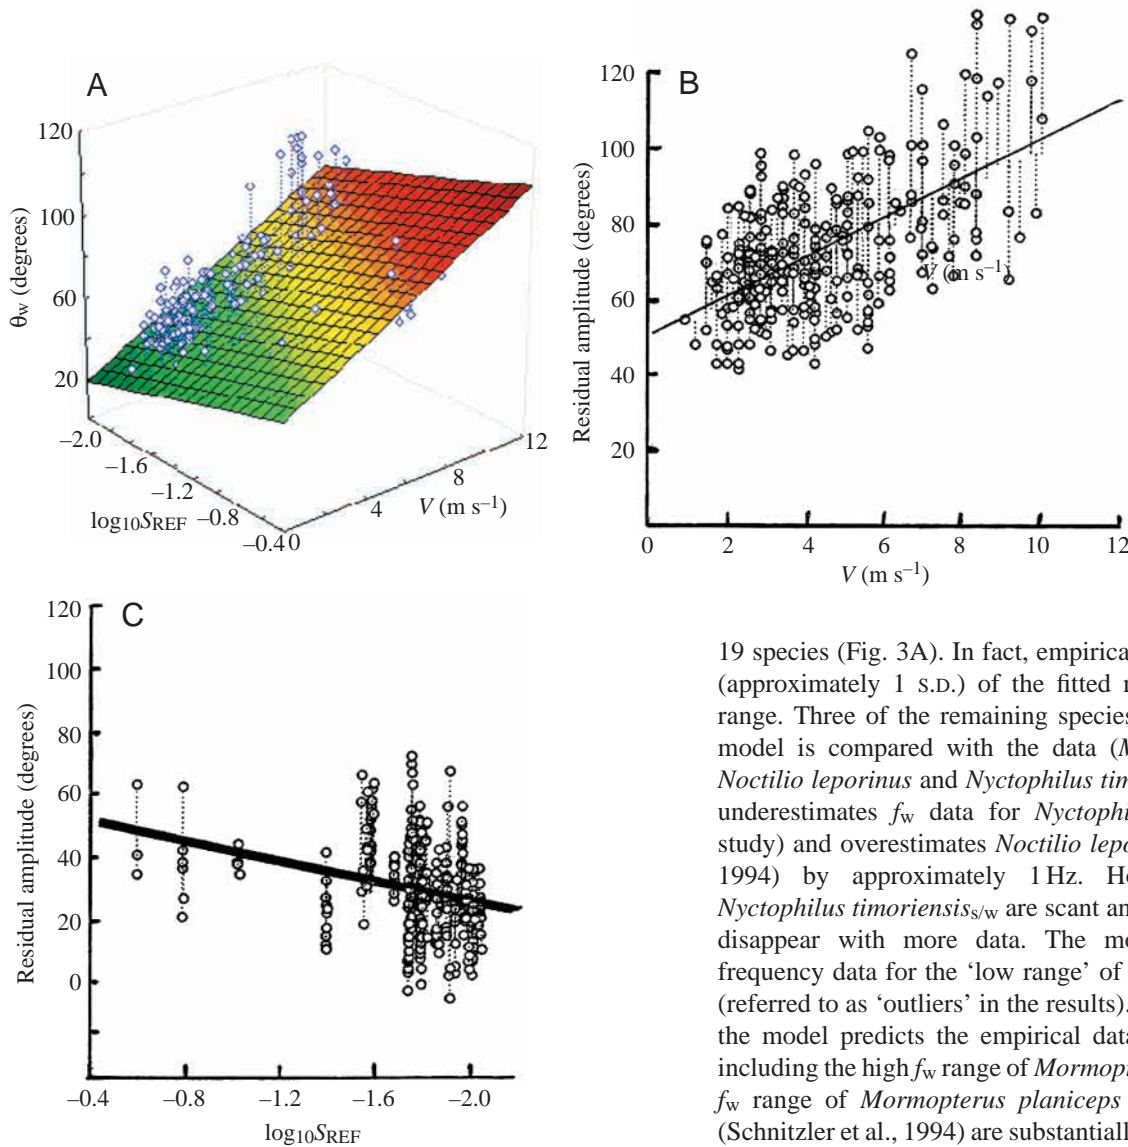 A
120
100
60
20
θw (degrees)
–2.0
–1.6
–1.2
–0.8
–0.4
log10SREF
0
4
8
12
V (m s–1)
B
120
100
80
60
40
20
Residual amplitude (degrees)
V (m s–1)
0 2 4 6 8 10 12
V (m s–1)
C
120
100
80
60
40
20
0
Residual amplitude (degrees)
–0.4 –0.8 –1.2 –1.6 –2.0
log10SREF
19 species (Fig. 3A). In fact, empirica
(approximately 1 S.D.) of the fitted
range. Three of the remaining species
model is compared with the data (
Noctilio leporinus and Nyctophilus tim
underestimates fw data for Nyctophil
study) and overestimates Noctilio lepo
1994) by approximately 1Hz. H
Nyctophilus timoriensiss/w are scant an
disappear with more data. The mo
frequency data for the ‘low range’ of
(referred to as ‘outliers’ in the results).
the model predicts the empirical data
including the high fw range of Mormop
fw range of Mormopterus planiceps
(Schnitzler et al., 1994) are substantiall